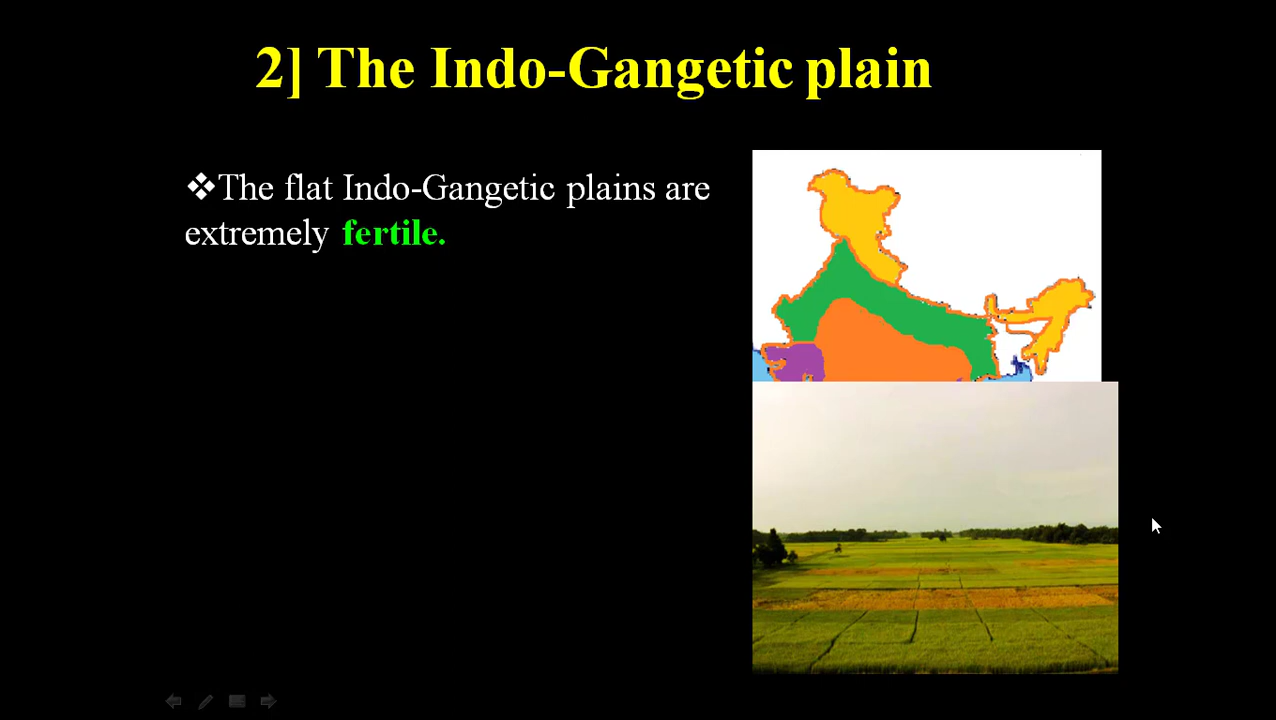 2] The Indo-Gangetic plain
❖The flat Indo-Gangetic plains are
extremely fertile.